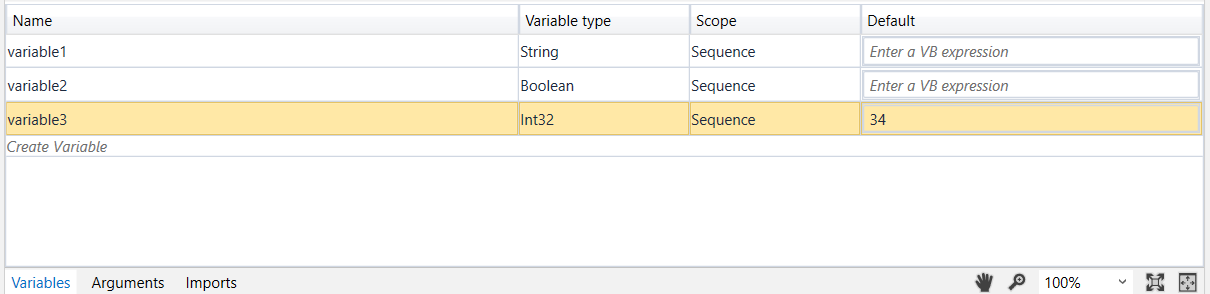 Name Variable type Scope Default
variable1 String Sequence Enter a VB expression
variable2 Boolean Sequence Enter a VB expression
variable3 Int32 Sequence 34
Create Variable
Variables Arguments Imports 100%